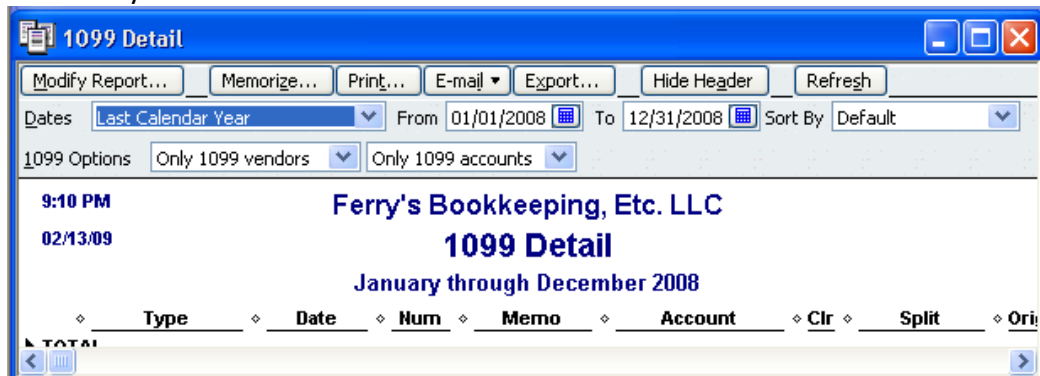 1099 Detail
Modify Report... Memorize... Print... E-mail Export... Hide Header Refresh
Dates Last Calendar Year From 01/01/2008 To 12/31/2008 Sort By Default
1099 Options Only 1099 vendors Only 1099 accounts
9:10 PM Ferry's Bookkeeping, Etc. LLC
02/13/09 1099 Detail
January through December 2008
Type Date Num Memo Account Clr Split Orig
TOTAL